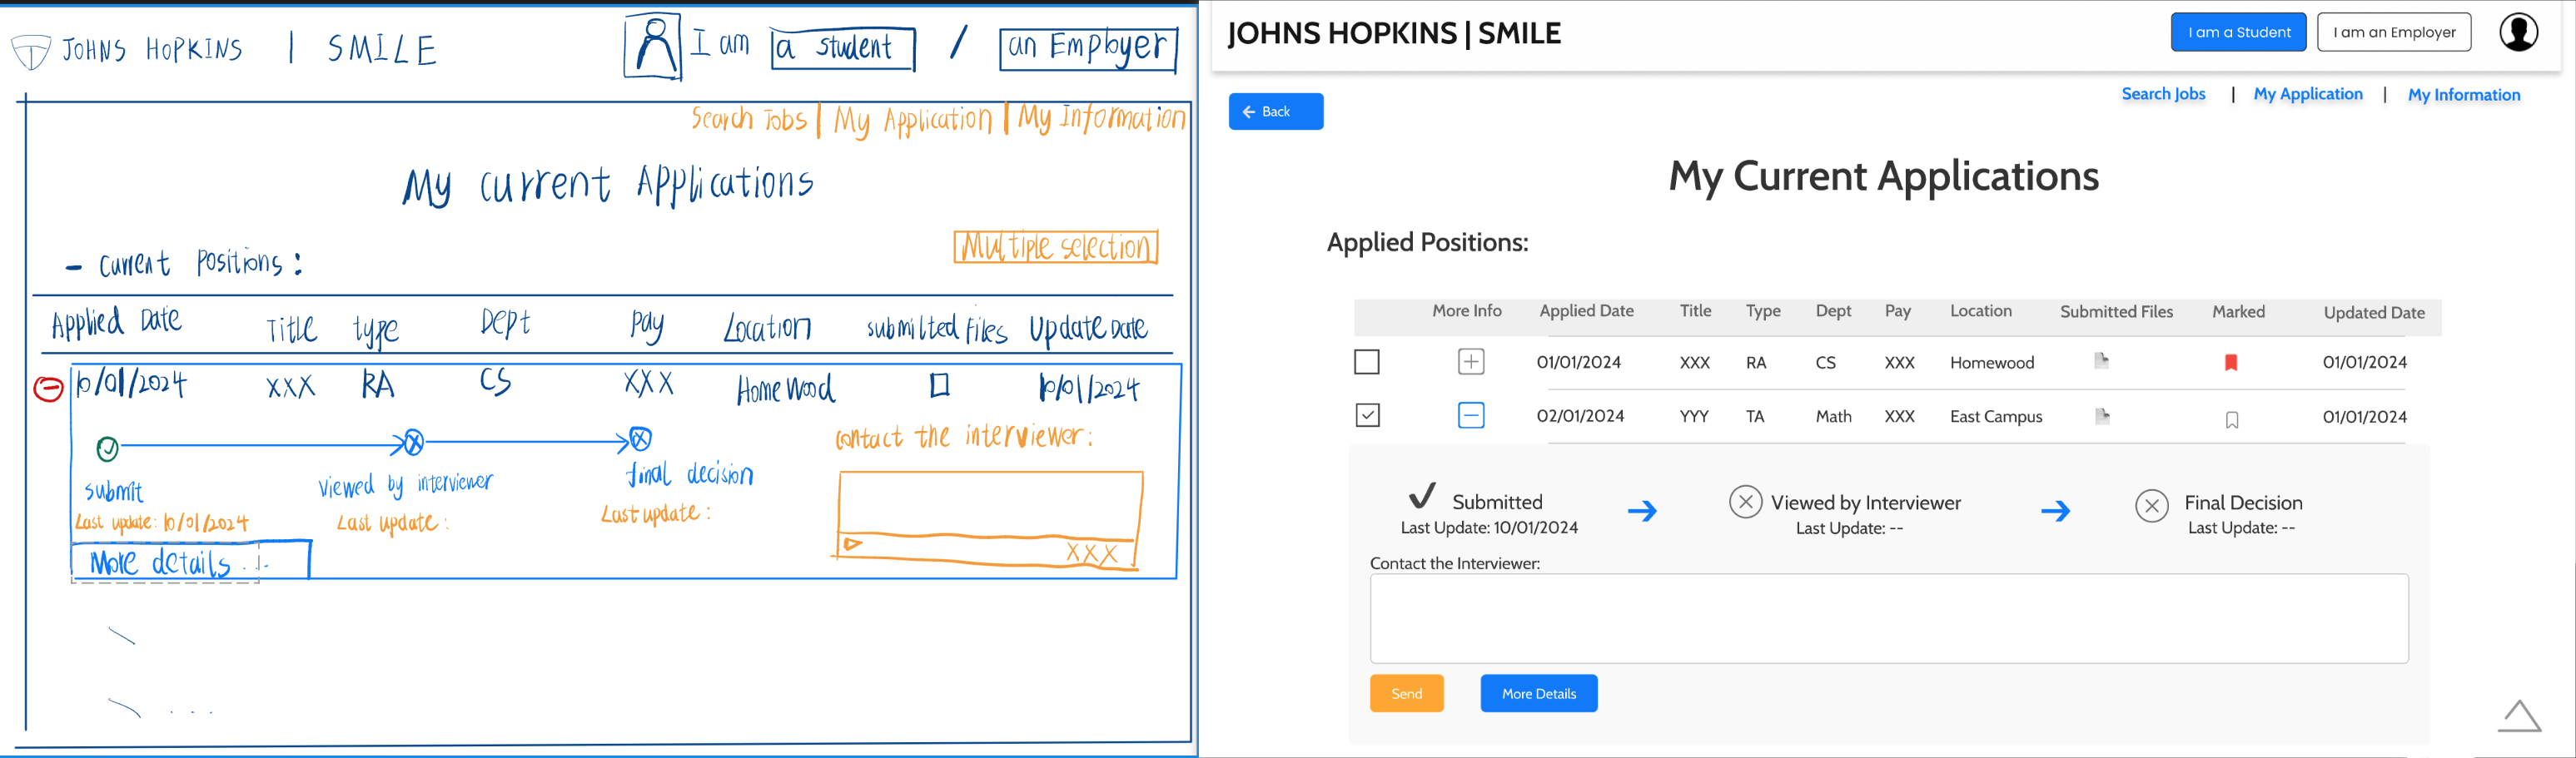 JOHNS HOPKINS | SMILE I am a student / an Employer
Search Jobs | My Application | My Information
My current Applications
Multiple selection
- current positions:
Applied Date Title type Dept pay Location submitted Files Update Date
10/01/2024 XXX RA CS XXX HomeWood 10/01/2024
contact the interviewer:
submit viewed by interviewer final decision
Last update: 10/01/2024 Last update: Last update:
XXX
More details ...
JOHNS HOPKINS | SMILE I am a Student I am an Employer
Search Jobs | My Application | My Information
← Back
My Current Applications
Applied Positions:
More Info Applied Date Title Type Dept Pay Location Submitted Files Marked Updated Date
01/01/2024 XXX RA CS XXX Homewood 01/01/2024
02/01/2024 YYY TA Math XXX East Campus 01/01/2024
Submitted → Viewed by Interviewer → Final Decision
Last Update: 10/01/2024 Last Update: -- Last Update: --
Contact the Interviewer:
Send More Details